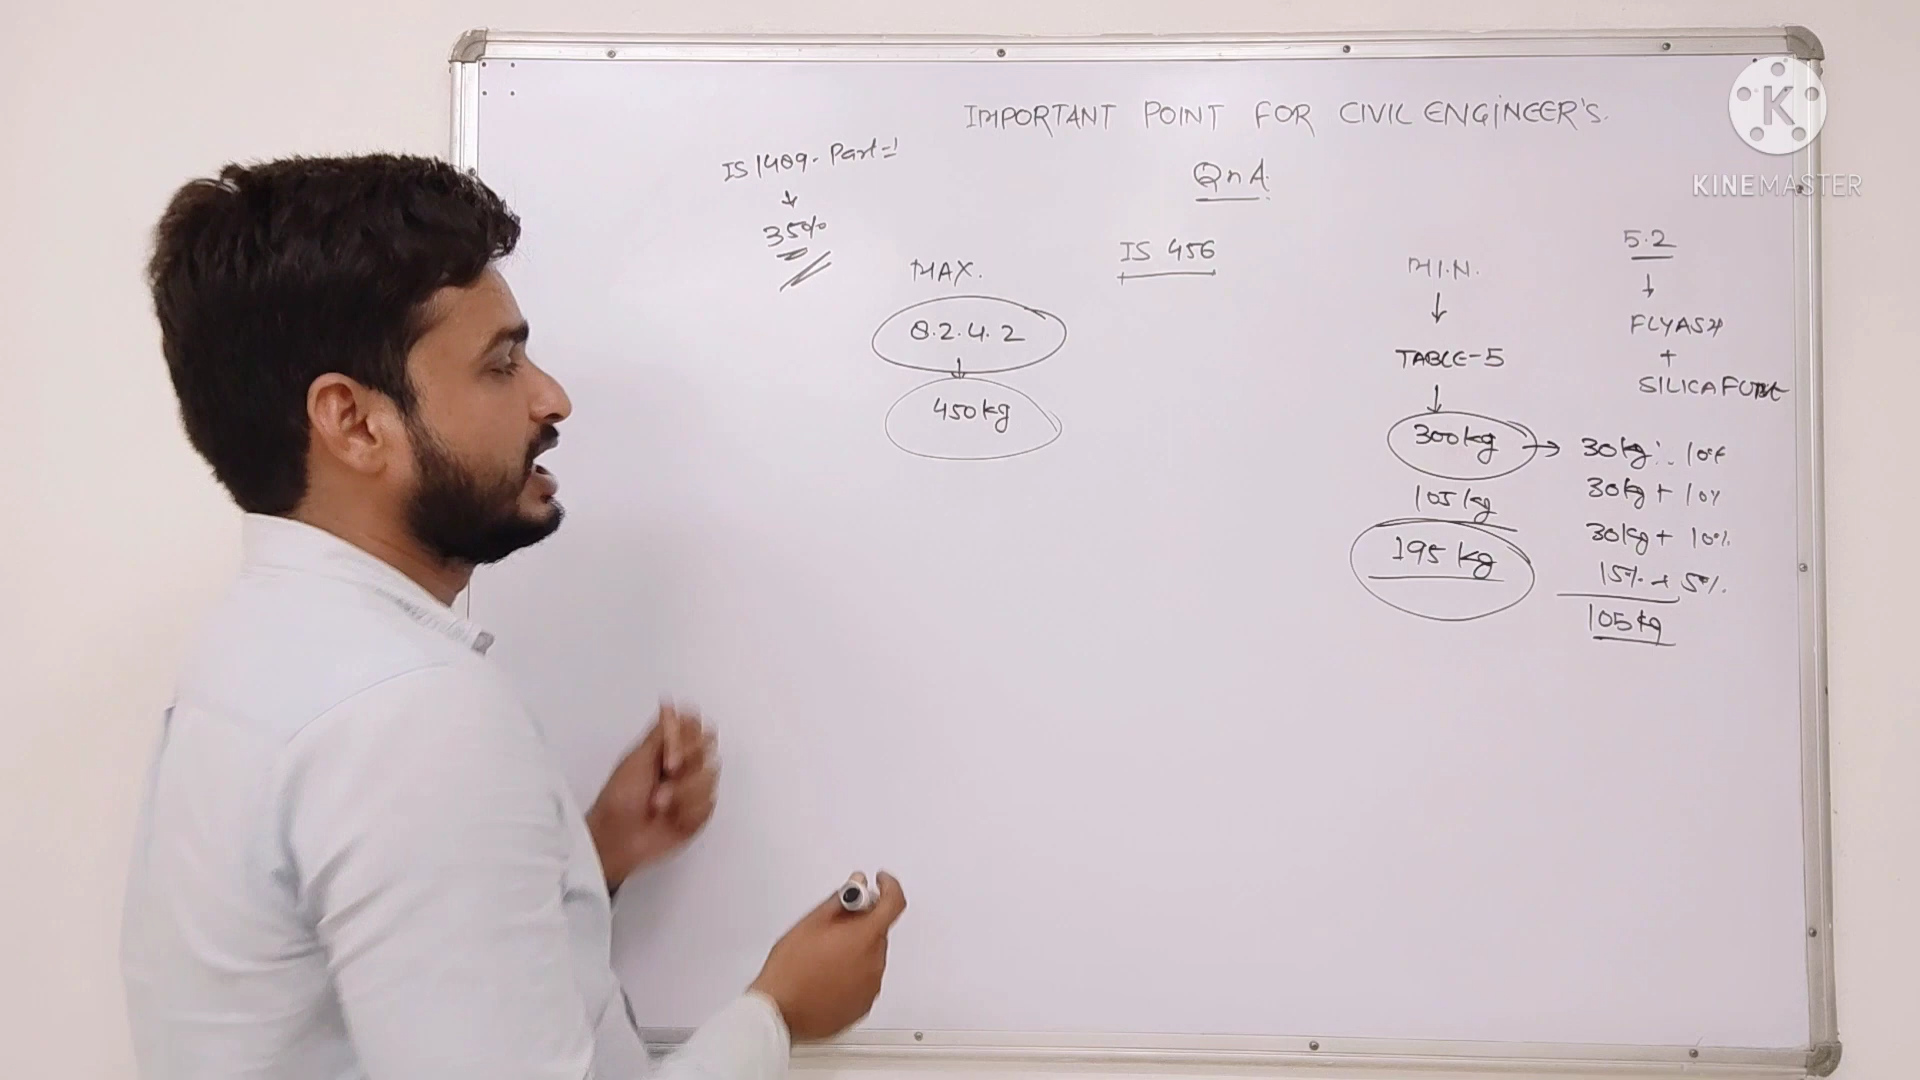 IMPORTANT POINT FOR CIVIL ENGINEER'S.
QnA
IS 1489- Part-1
35%
IS 456
MAX.
8.2.4.2
450kg
MIN.
TABLE-5
300kg
105kg
195 kg
5.2
FLYASH
+
SILICAFUME
30kg 10%
30kg + 10%
30kg + 10%
15% + 5%
105kg
KINEMASTER